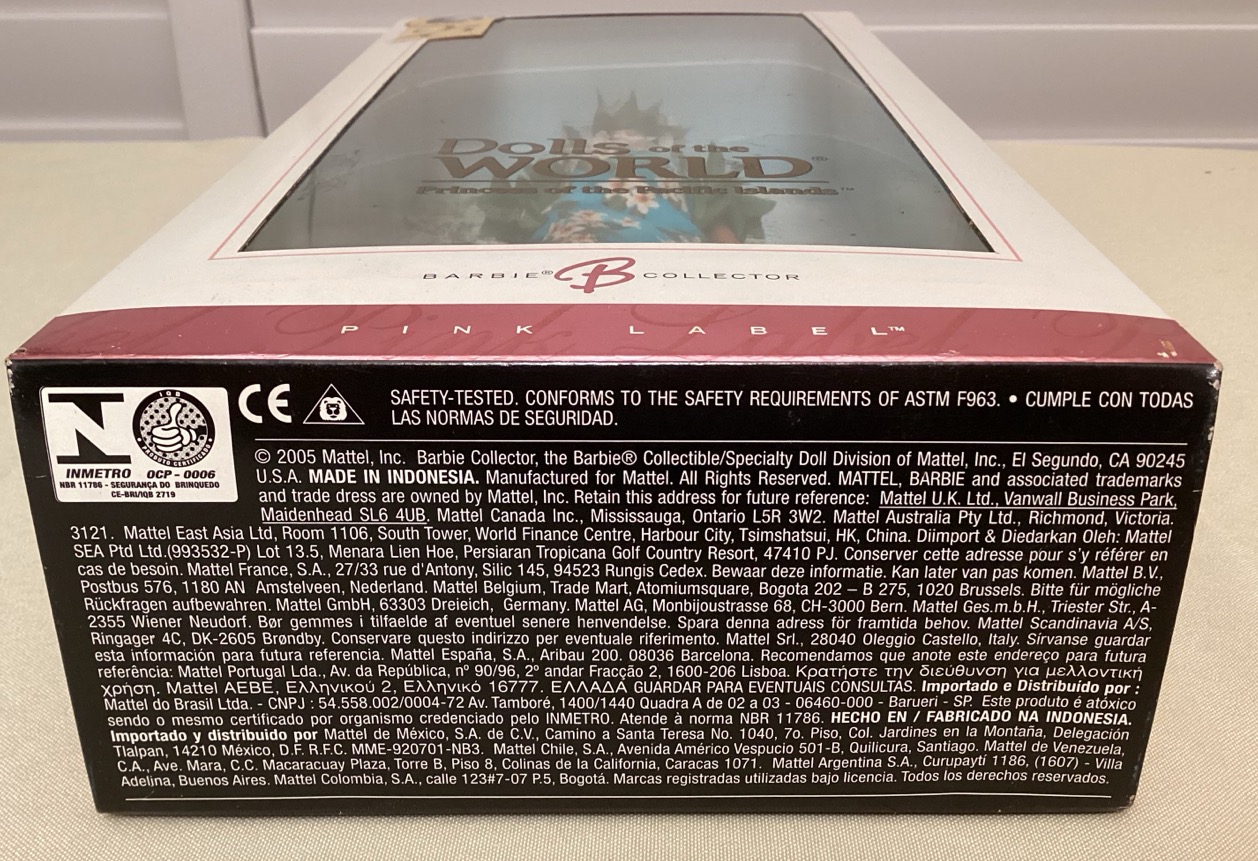 Dolls of the
WORLD®
Princess of the Pacific Islands™
BARBIE® B COLLECTOR
PINK LABEL™
N
IQB
PRODUTO CERTIFICADO
INMETRO OCP - 0006
NBR 11786 - SEGURANÇA DO BRINQUEDO
CE-BRI/IQB 2719
CE
SAFETY-TESTED. CONFORMS TO THE SAFETY REQUIREMENTS OF ASTM F963. • CUMPLE CON TODAS
LAS NORMAS DE SEGURIDAD.
© 2005 Mattel, Inc. Barbie Collector, the Barbie® Collectible/Specialty Doll Division of Mattel, Inc., El Segundo, CA 90245
U.S.A. MADE IN INDONESIA. Manufactured for Mattel. All Rights Reserved. MATTEL, BARBIE and associated trademarks
and trade dress are owned by Mattel, Inc. Retain this address for future reference: Mattel U.K. Ltd., Vanwall Business Park,
Maidenhead SL6 4UB. Mattel Canada Inc., Mississauga, Ontario L5R 3W2. Mattel Australia Pty Ltd., Richmond, Victoria.
3121. Mattel East Asia Ltd, Room 1106, South Tower, World Finance Centre, Harbour City, Tsimshatsui, HK, China. Diimport & Diedarkan Oleh: Mattel
SEA Ptd Ltd.(993532-P) Lot 13.5, Menara Lien Hoe, Persiaran Tropicana Golf Country Resort, 47410 PJ. Conserver cette adresse pour s'y référer en
cas de besoin. Mattel France, S.A., 27/33 rue d'Antony, Silic 145, 94523 Rungis Cedex. Bewaar deze informatie. Kan later van pas komen. Mattel B.V.,
Postbus 576, 1180 AN Amstelveen, Nederland. Mattel Belgium, Trade Mart, Atomiumsquare, Bogota 202 – B 275, 1020 Brussels. Bitte für mögliche
Rückfragen aufbewahren. Mattel GmbH, 63303 Dreieich, Germany. Mattel AG, Monbijoustrasse 68, CH-3000 Bern. Mattel Ges.m.b.H., Triester Str., A-
2355 Wiener Neudorf. Bør gemmes i tilfaelde af eventuel senere henvendelse. Spara denna adress för framtida behov. Mattel Scandinavia A/S,
Ringager 4C, DK-2605 Brøndby. Conservare questo indirizzo per eventuale riferimento. Mattel Srl., 28040 Oleggio Castello, Italy. Sírvanse guardar
esta información para futura referencia. Mattel España, S.A., Aribau 200. 08036 Barcelona. Recomendamos que anote este endereço para futura
referência: Mattel Portugal Lda., Av. da República, nº 90/96, 2° andar Fracção 2, 1600-206 Lisboa. Κρατήστε την διεύθυνση για μελλοντική
χρήση. Mattel AEBE, Ελληνικού 2, Ελληνικό 16777. ΕΛΛΑΔΑ GUARDAR PARA EVENTUAIS CONSULTAS. Importado e Distribuido por :
Mattel do Brasil Ltda. - CNPJ : 54.558.002/0004-72 Av. Tamboré, 1400/1440 Quadra A de 02 a 03 - 06460-000 - Barueri - SP. Este produto é atóxico
sendo o mesmo certificado por organismo credenciado pelo INMETRO. Atende à norma NBR 11786. HECHO EN / FABRICADO NA INDONESIA.
Importado y distribuido por Mattel de México, S.A. de C.V., Camino a Santa Teresa No. 1040, 7o. Piso, Col. Jardines en la Montaña, Delegación
Tlalpan, 14210 México, D.F. R.F.C. MME-920701-NB3. Mattel Chile, S.A., Avenida Américo Vespucio 501-B, Quilicura, Santiago. Mattel de Venezuela,
C.A., Ave. Mara, C.C. Macaracuay Plaza, Torre B, Piso 8, Colinas de la California, Caracas 1071. Mattel Argentina S.A., Curupaytí 1186, (1607) - Villa
Adelina, Buenos Aires. Mattel Colombia, S.A., calle 123#7-07 P.5, Bogotá. Marcas registradas utilizadas bajo licencia. Todos los derechos reservados.